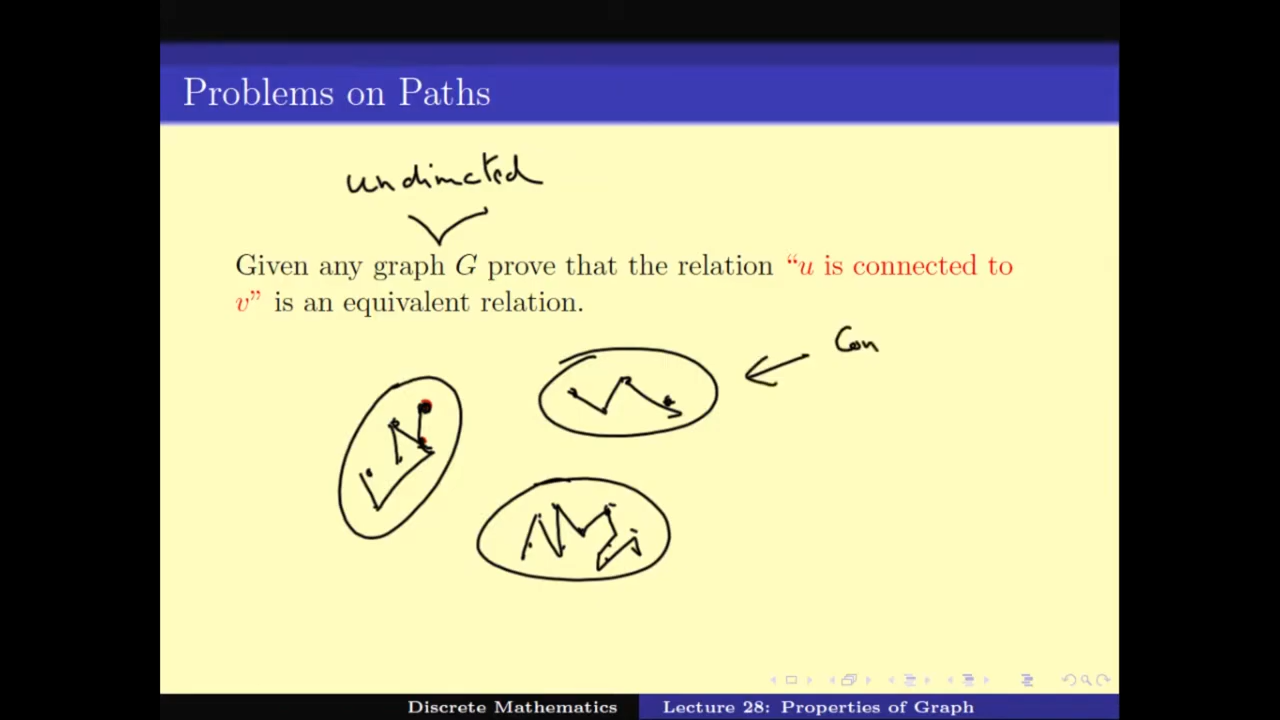 Problems on Paths
undirected
Given any graph G prove that the relation “u is connected to
v” is an equivalent relation.
Con
Discrete Mathematics
Lecture 28: Properties of Graph